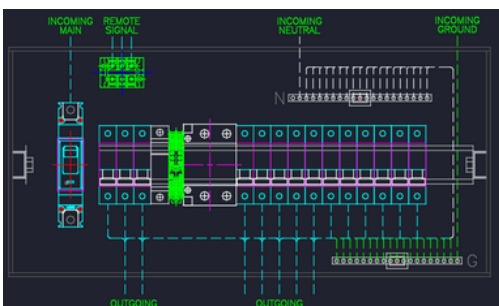 INCOMING
MAIN
REMOTE
SIGNAL
INCOMING
NEUTRAL
INCOMING
GROUND
N
G
OUTGOING
OUTGOING